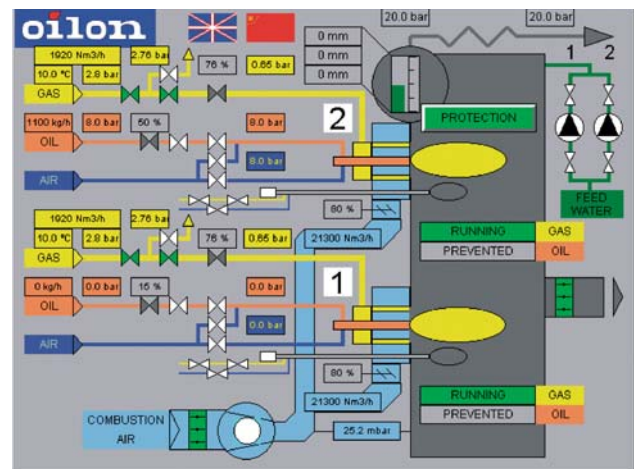 oilon
20.0 bar
20.0 bar
0 mm
0 mm
0 mm
1 2
1920 Nm3/h
2.76 bar
76 %
0.65 bar
10.0 °C
2.8 bar
GAS
PROTECTION
2
1100 kg/h
8.0 bar
50 %
8.0 bar
OIL
8.0 bar
AIR
FEED
WATER
80 %
21300 Nm3/h
1920 Nm3/h
2.76 bar
76 %
0.65 bar
10.0 °C
2.8 bar
GAS
RUNNING
GAS
PREVENTED
OIL
1
0 kg/h
0.0 bar
15 %
0.0 bar
OIL
0.0 bar
AIR
80 %
21300 Nm3/h
RUNNING
GAS
PREVENTED
OIL
COMBUSTION
AIR
25.2 mbar